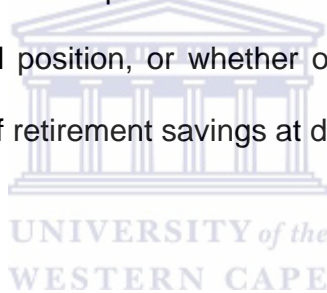 l position, or whether o
f retirement savings at d
UNIVERSITY of the
WESTERN CAPE